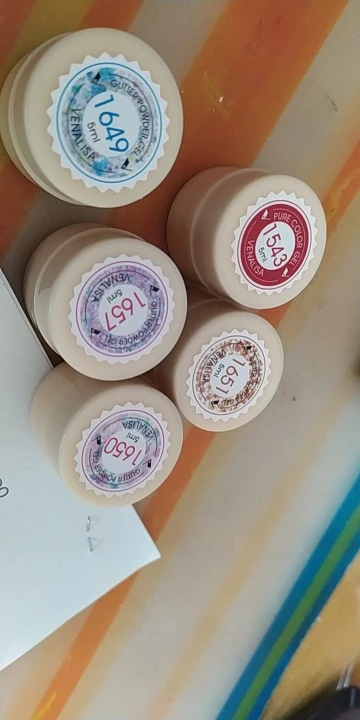 GLITTER POWDER GEL
1649
5ml
VENALISA
PURE COLOR GEL
1543
5ml
VENALISA
VENALISA
5ml
1657
GLITTER POWDER GEL
1651
5ml
VENALISA
VENALISA
5ml
1650
GLITTER POWDER GEL